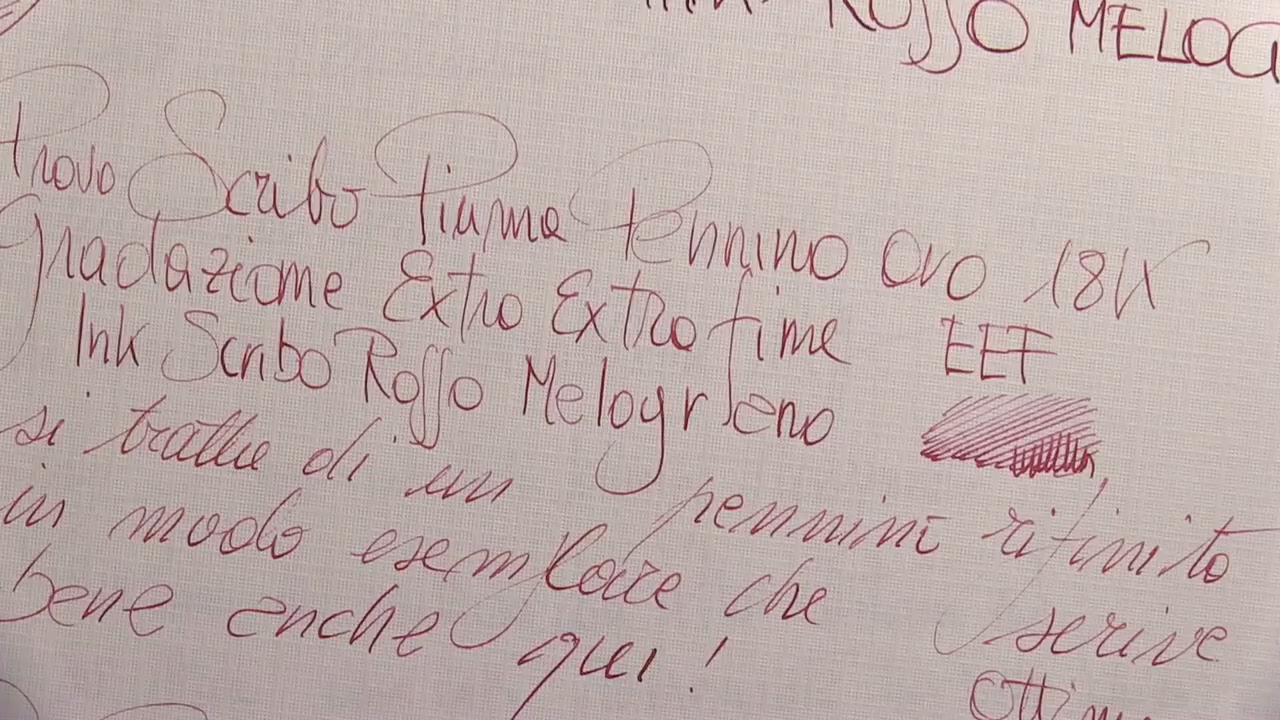 ROSSO MELOG
Provo Scribo Piuma Pennino Oro 18K
gradazione Extra Extra fine EEF
Ink Scribo Rosso Melograno
si tratta di un pennino rifinito
in modo esemplare che scrive
bene anche qui!